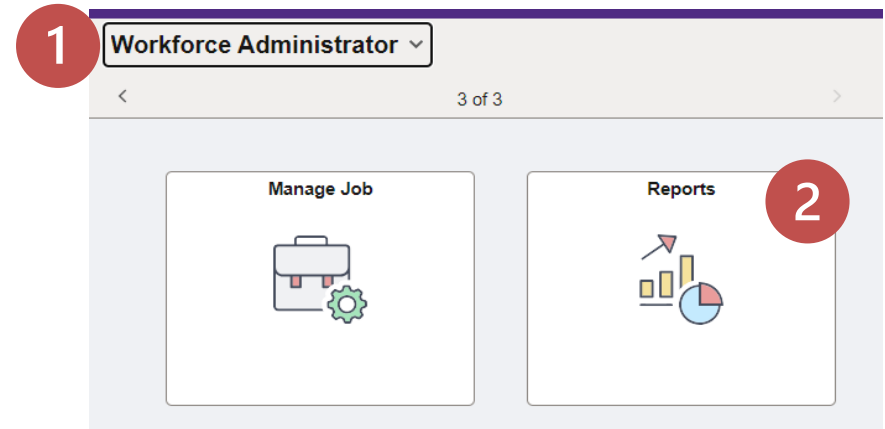 1
Workforce Administrator
3 of 3
Manage Job
Reports
2